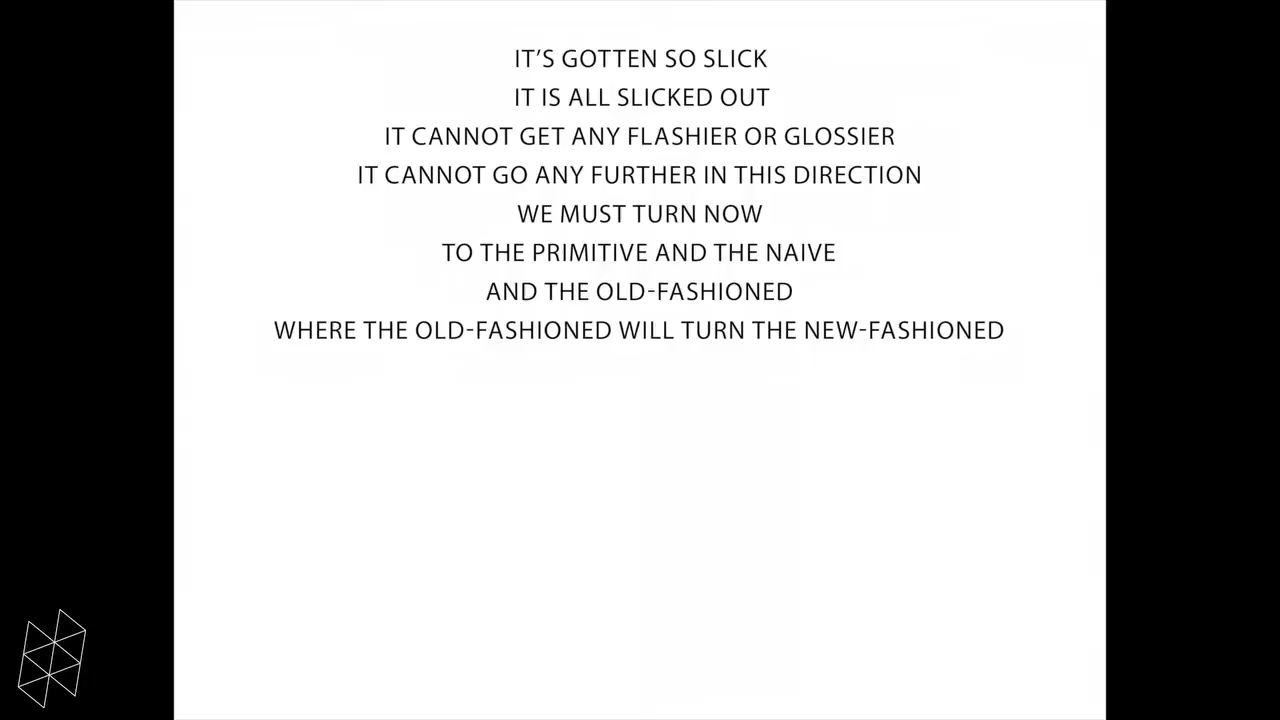 IT’S GOTTEN SO SLICK
IT IS ALL SLICKED OUT
IT CANNOT GET ANY FLASHIER OR GLOSSIER
IT CANNOT GO ANY FURTHER IN THIS DIRECTION
WE MUST TURN NOW
TO THE PRIMITIVE AND THE NAIVE
AND THE OLD-FASHIONED
WHERE THE OLD-FASHIONED WILL TURN THE NEW-FASHIONED